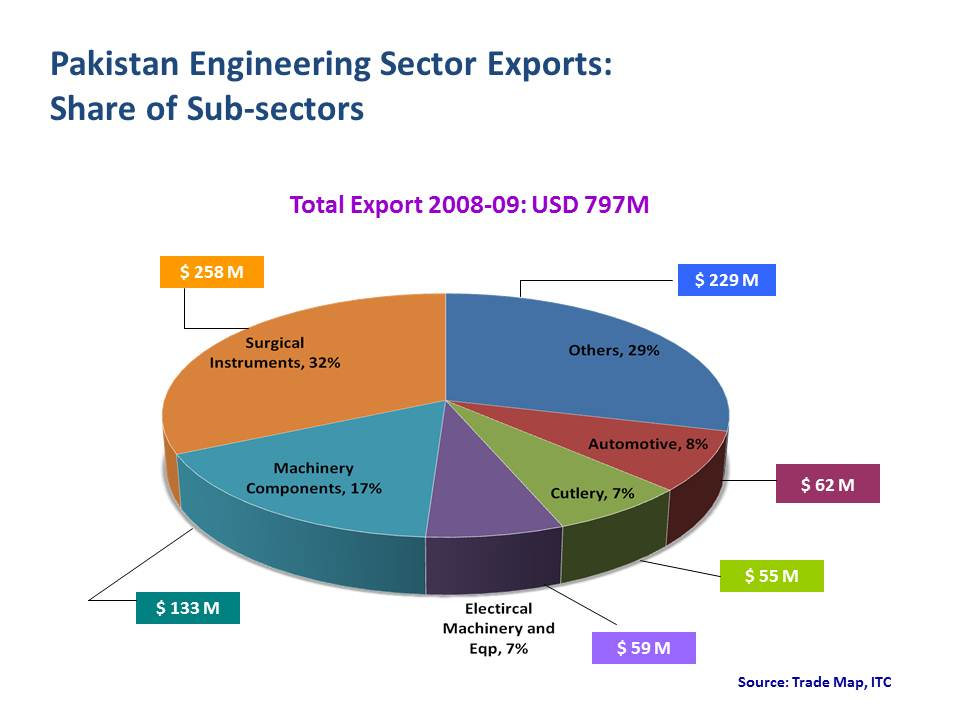 Pakistan Engineering Sector Exports:
Share of Sub-sectors
Total Export 2008-09: USD 797M
$ 258 M
$ 229 M
Surgical
Instruments, 32%
Others, 29%
Automotive, 8%
Machinery
Components, 17%
Cutlery, 7%
$ 62 M
$ 55 M
$ 133 M
Electircal
Machinery and
Eqp, 7%
$ 59 M
Source: Trade Map, ITC